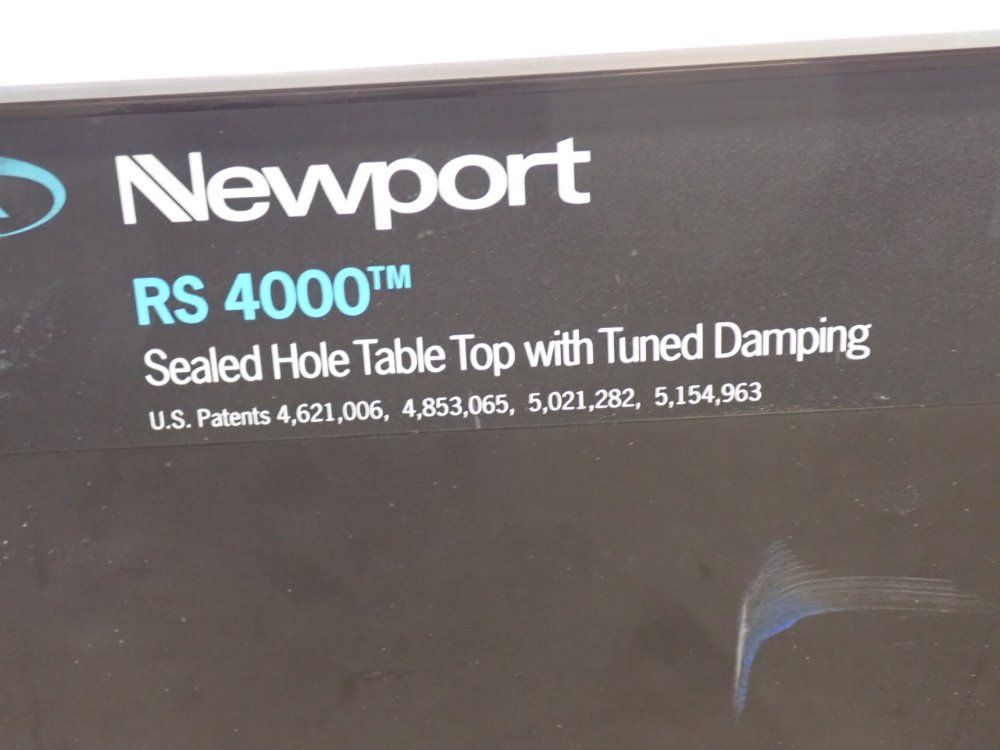 Newport
RS 4000™
Sealed Hole Table Top with Tuned Damping
U.S. Patents 4,621,006, 4,853,065, 5,021,282, 5,154,963